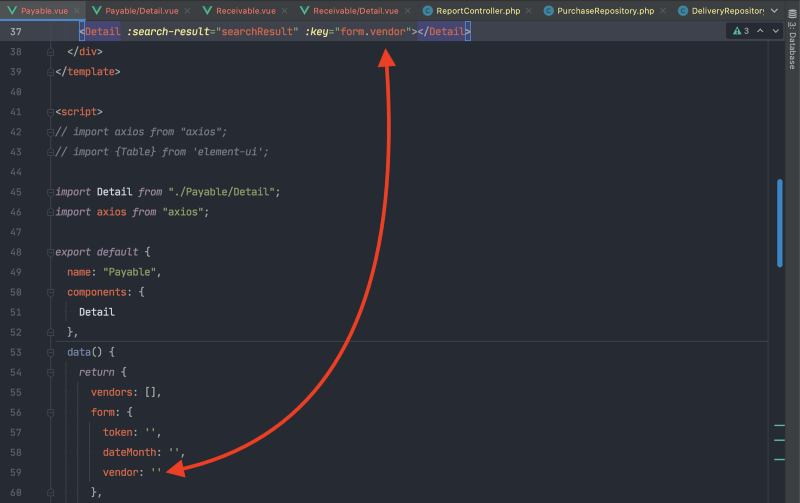 Payable.vue Payable/Detail.vue Receivable.vue Receivable/Detail.vue ReportController.php PurchaseRepository.php DeliveryRepository
37 <Detail :search-result="searchResult" :key="form.vendor"></Detail> 3
38 </div>
39 </template>
40
41 <script>
42 // import axios from "axios";
43 // import {Table} from 'element-ui';
44
45 import Detail from "./Payable/Detail";
46 import axios from "axios";
47
48 export default {
49 name: "Payable",
50 components: {
51 Detail
52 },
53 data() {
54 return {
55 vendors: [],
56 form: {
57 token: '',
58 dateMonth: '',
59 vendor: ''
60 },
Database